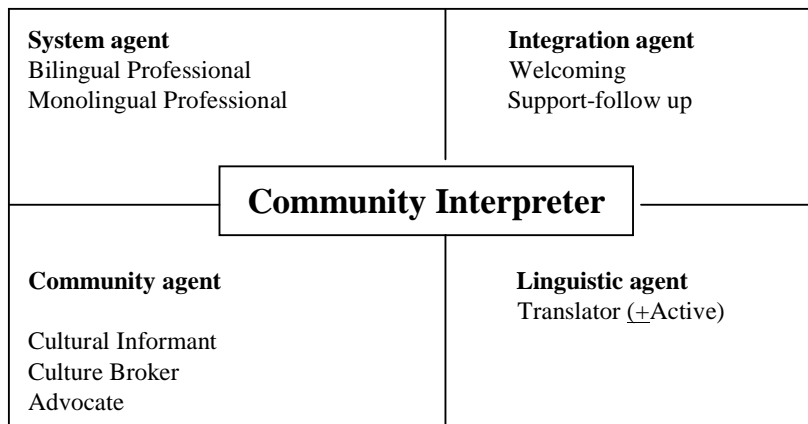 System agent
Bilingual Professional
Monolingual Professional
Integration agent
Welcoming
Support-follow up
Community Interpreter
Community agent
Cultural Informant
Culture Broker
Advocate
Linguistic agent
Translator (+Active)